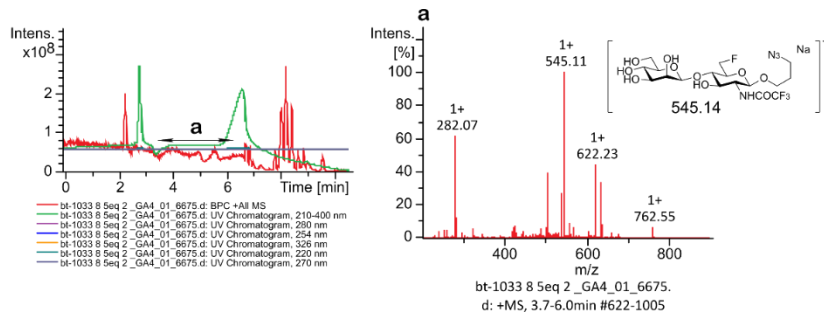 Intens.
x10⁸
2
1
0
a
0
2
4
6
Time [min]
bt-1033 8 5eq 2 _GA4_01_6675.d: BPC +All MS
bt-1033 8 5eq 2 _GA4_01_6675.d: UV Chromatogram, 210-400 nm
bt-1033 8 5eq 2 _GA4_01_6675.d: UV Chromatogram, 280 nm
bt-1033 8 5eq 2 _GA4_01_6675.d: UV Chromatogram, 254 nm
bt-1033 8 5eq 2 _GA4_01_6675.d: UV Chromatogram, 326 nm
bt-1033 8 5eq 2 _GA4_01_6675.d: UV Chromatogram, 220 nm
bt-1033 8 5eq 2 _GA4_01_6675.d: UV Chromatogram, 270 nm
a
Intens.
[%]
100
80
60
40
20
0
1+
282.07
1+
545.11
1+
622.23
1+
762.55
400
600
800
m/z
HO
OH
HO
HO
O
O
HO
F
O
O
NHCOCF₃
N₃
Na
545.14
bt-1033 8 5eq 2 _GA4_01_6675.
d: +MS, 3.7-6.0min #622-1005